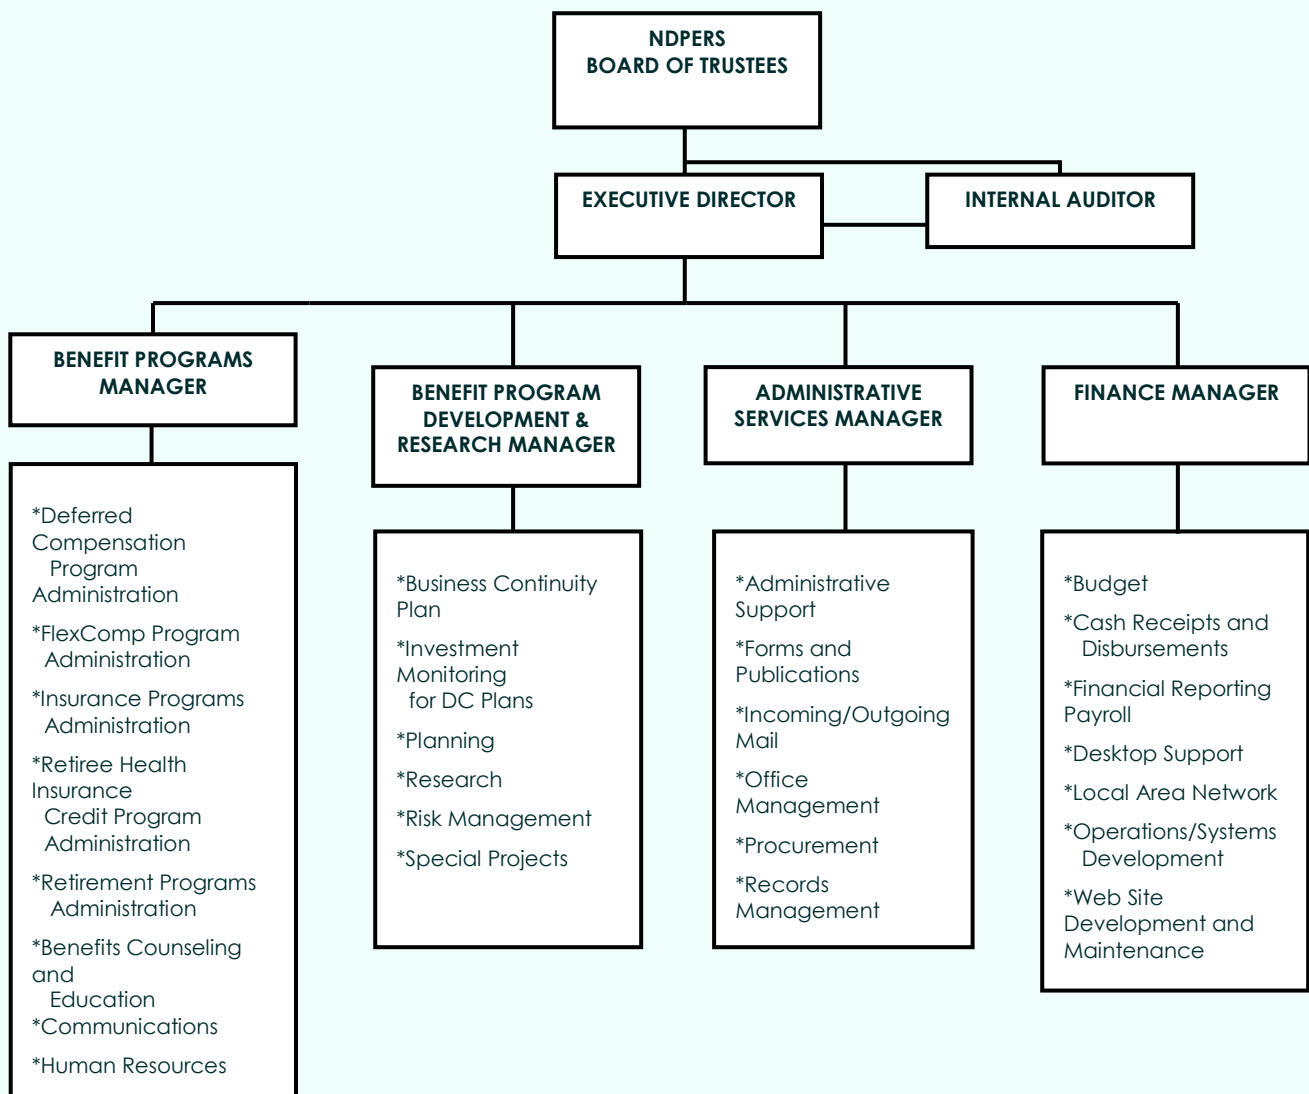 NDPERS
BOARD OF TRUSTEES
EXECUTIVE DIRECTOR
INTERNAL AUDITOR
BENEFIT PROGRAMS
MANAGER
*Deferred
Compensation
Program
Administration
*FlexComp Program
Administration
*Insurance Programs
Administration
*Retiree Health
Insurance
Credit Program
Administration
*Retirement Programs
Administration
*Benefits Counseling
and
Education
*Communications
*Human Resources
BENEFIT PROGRAM
DEVELOPMENT &
RESEARCH MANAGER
*Business Continuity
Plan
*Investment
Monitoring
for DC Plans
*Planning
*Research
*Risk Management
*Special Projects
ADMINISTRATIVE
SERVICES MANAGER
*Administrative
Support
*Forms and
Publications
*Incoming/Outgoing
Mail
*Office
Management
*Procurement
*Records
Management
FINANCE MANAGER
*Budget
*Cash Receipts and
Disbursements
*Financial Reporting
Payroll
*Desktop Support
*Local Area Network
*Operations/Systems
Development
*Web Site
Development and
Maintenance